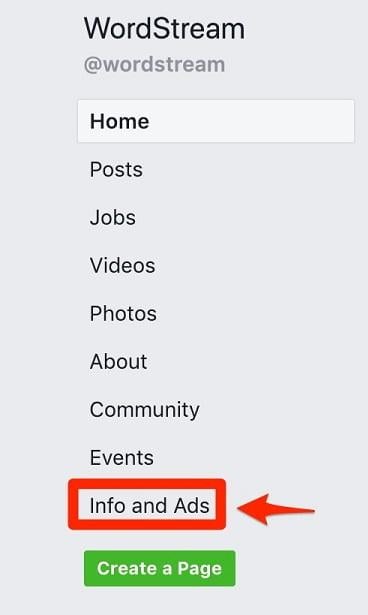 WordStream
@wordstream
Home
Posts
Jobs
Videos
Photos
About
Community
Events
Info and Ads
Create a Page